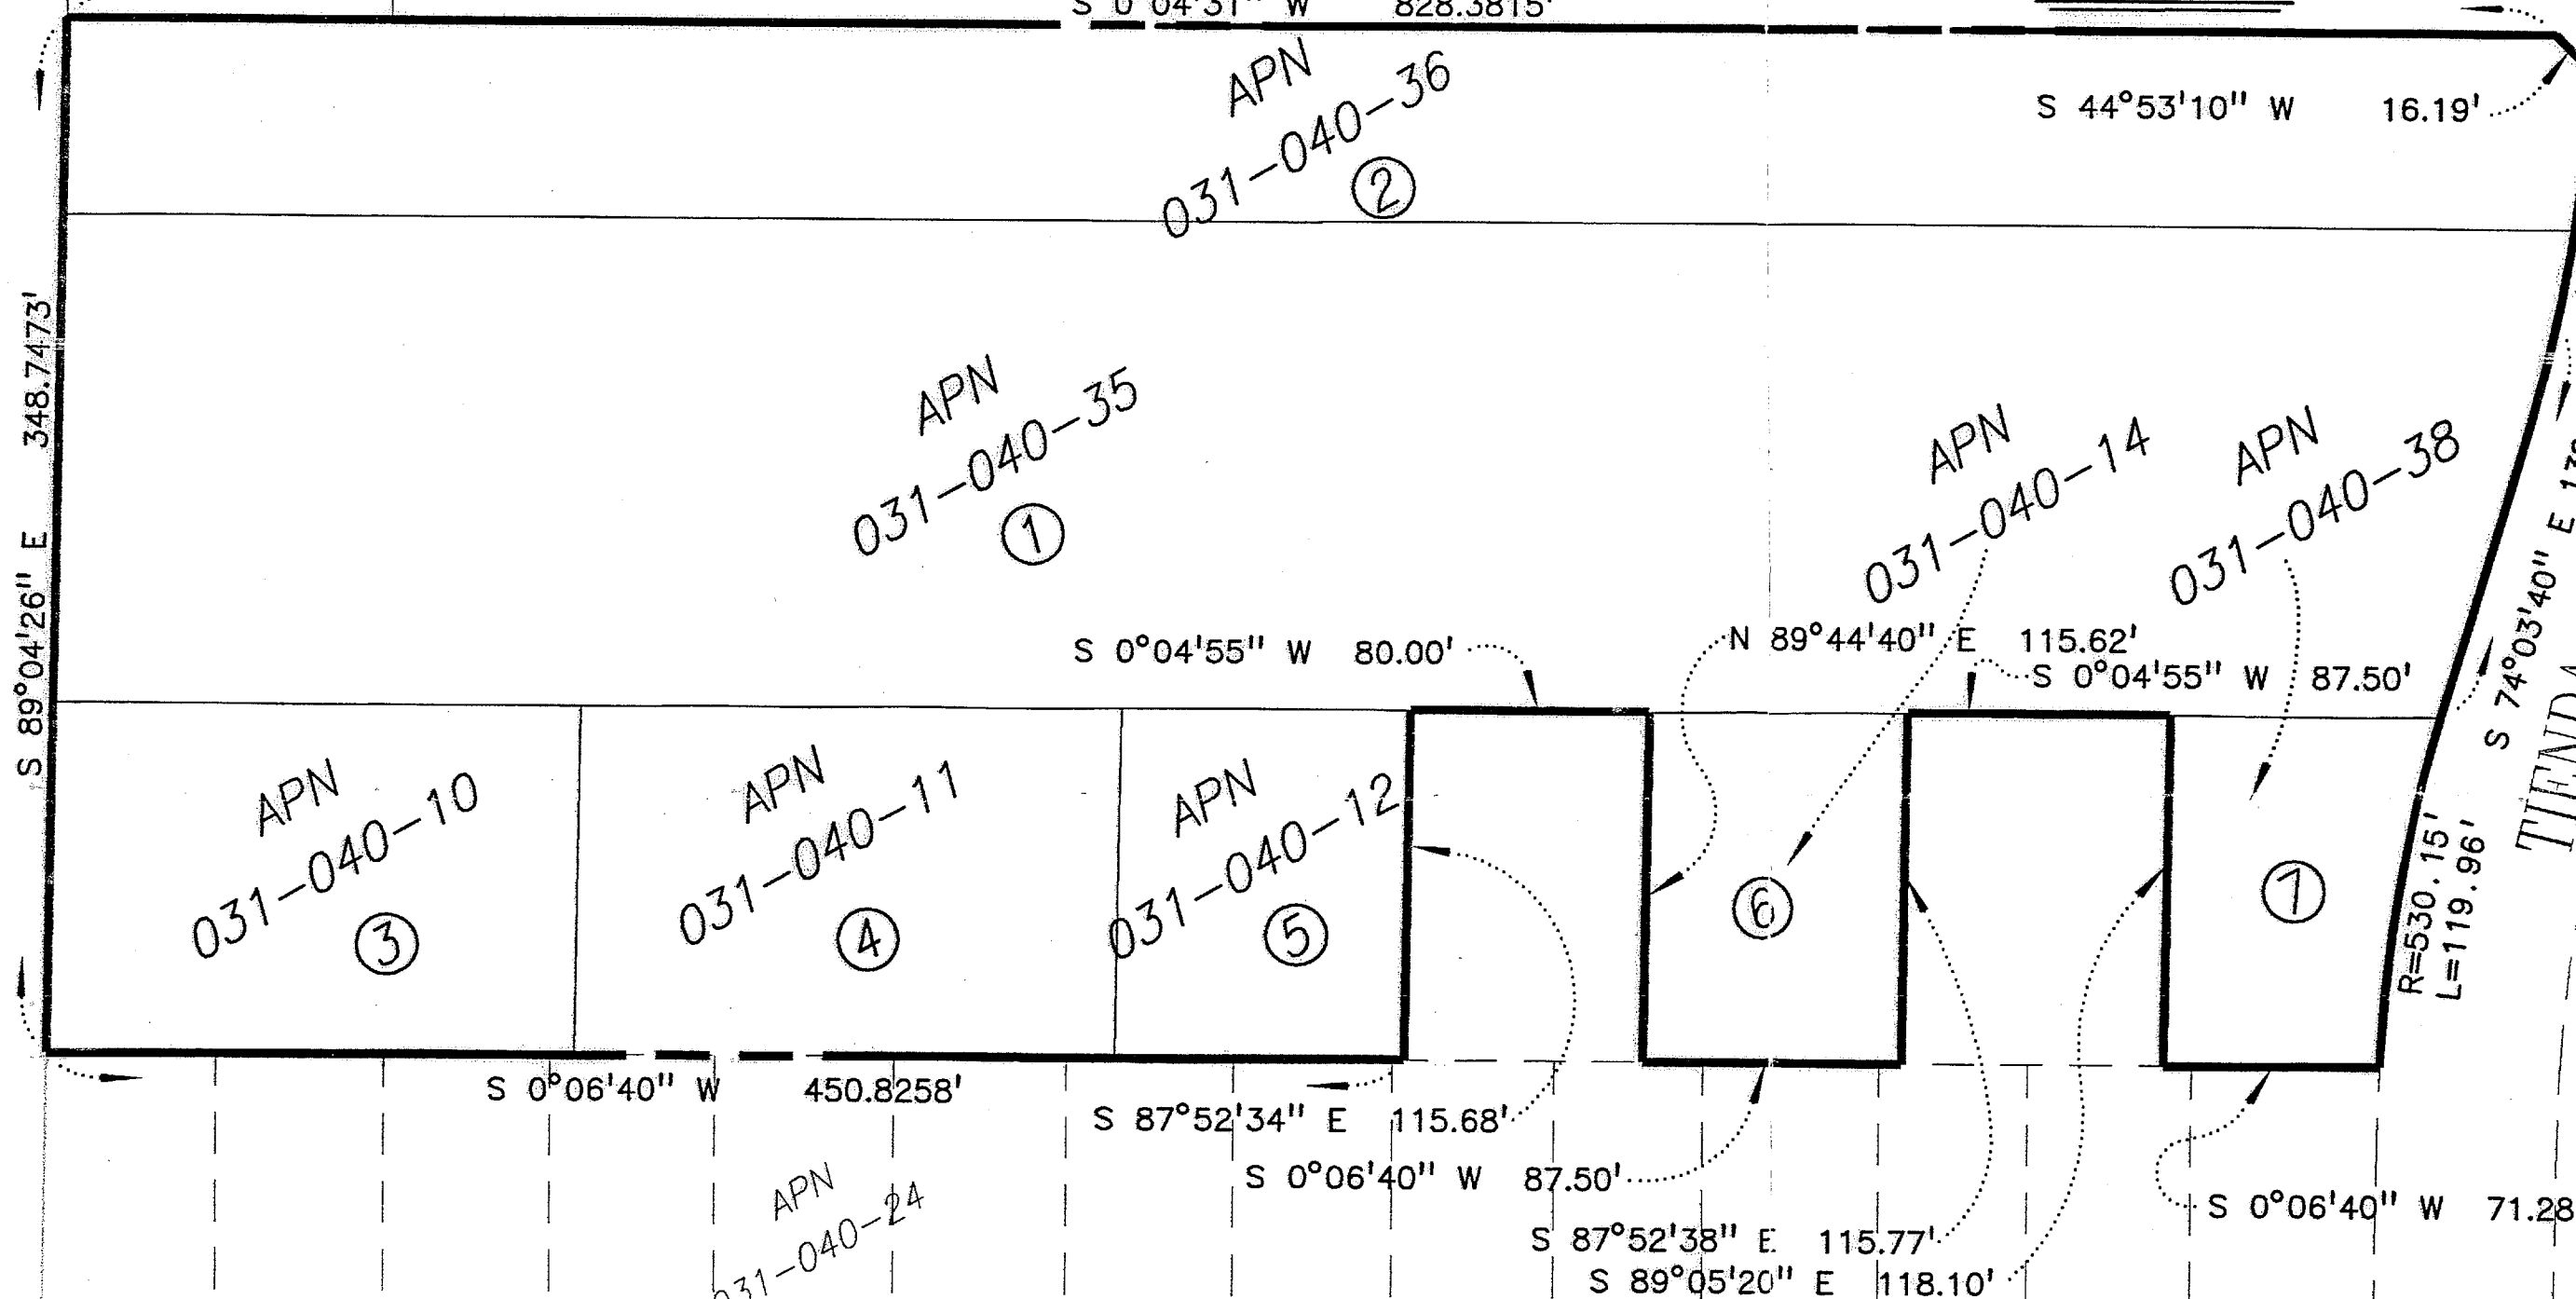 S 0°04'31" W 828.3815'
APN
031-040-36
②
S 44°53'10" W 16.19'
S 89°04'26" E 348.7473'
APN
031-040-35
①
APN
031-040-14
APN
031-040-38
S 0°04'55" W 80.00'
N 89°44'40" E 115.62'
S 0°04'55" W 87.50'
S 74°03'40" E
TIENDA
APN
031-040-10
③
APN
031-040-11
④
APN
031-040-12
⑤
⑥
⑦
R=530.15'
L=119.96'
S 0°06'40" W 450.8258'
S 87°52'34" E 115.68'
S 0°06'40" W 87.50'
S 0°06'40" W 71.28
S 87°52'38" E 115.77'
S 89°05'20" E 118.10'
APN
031-040-24